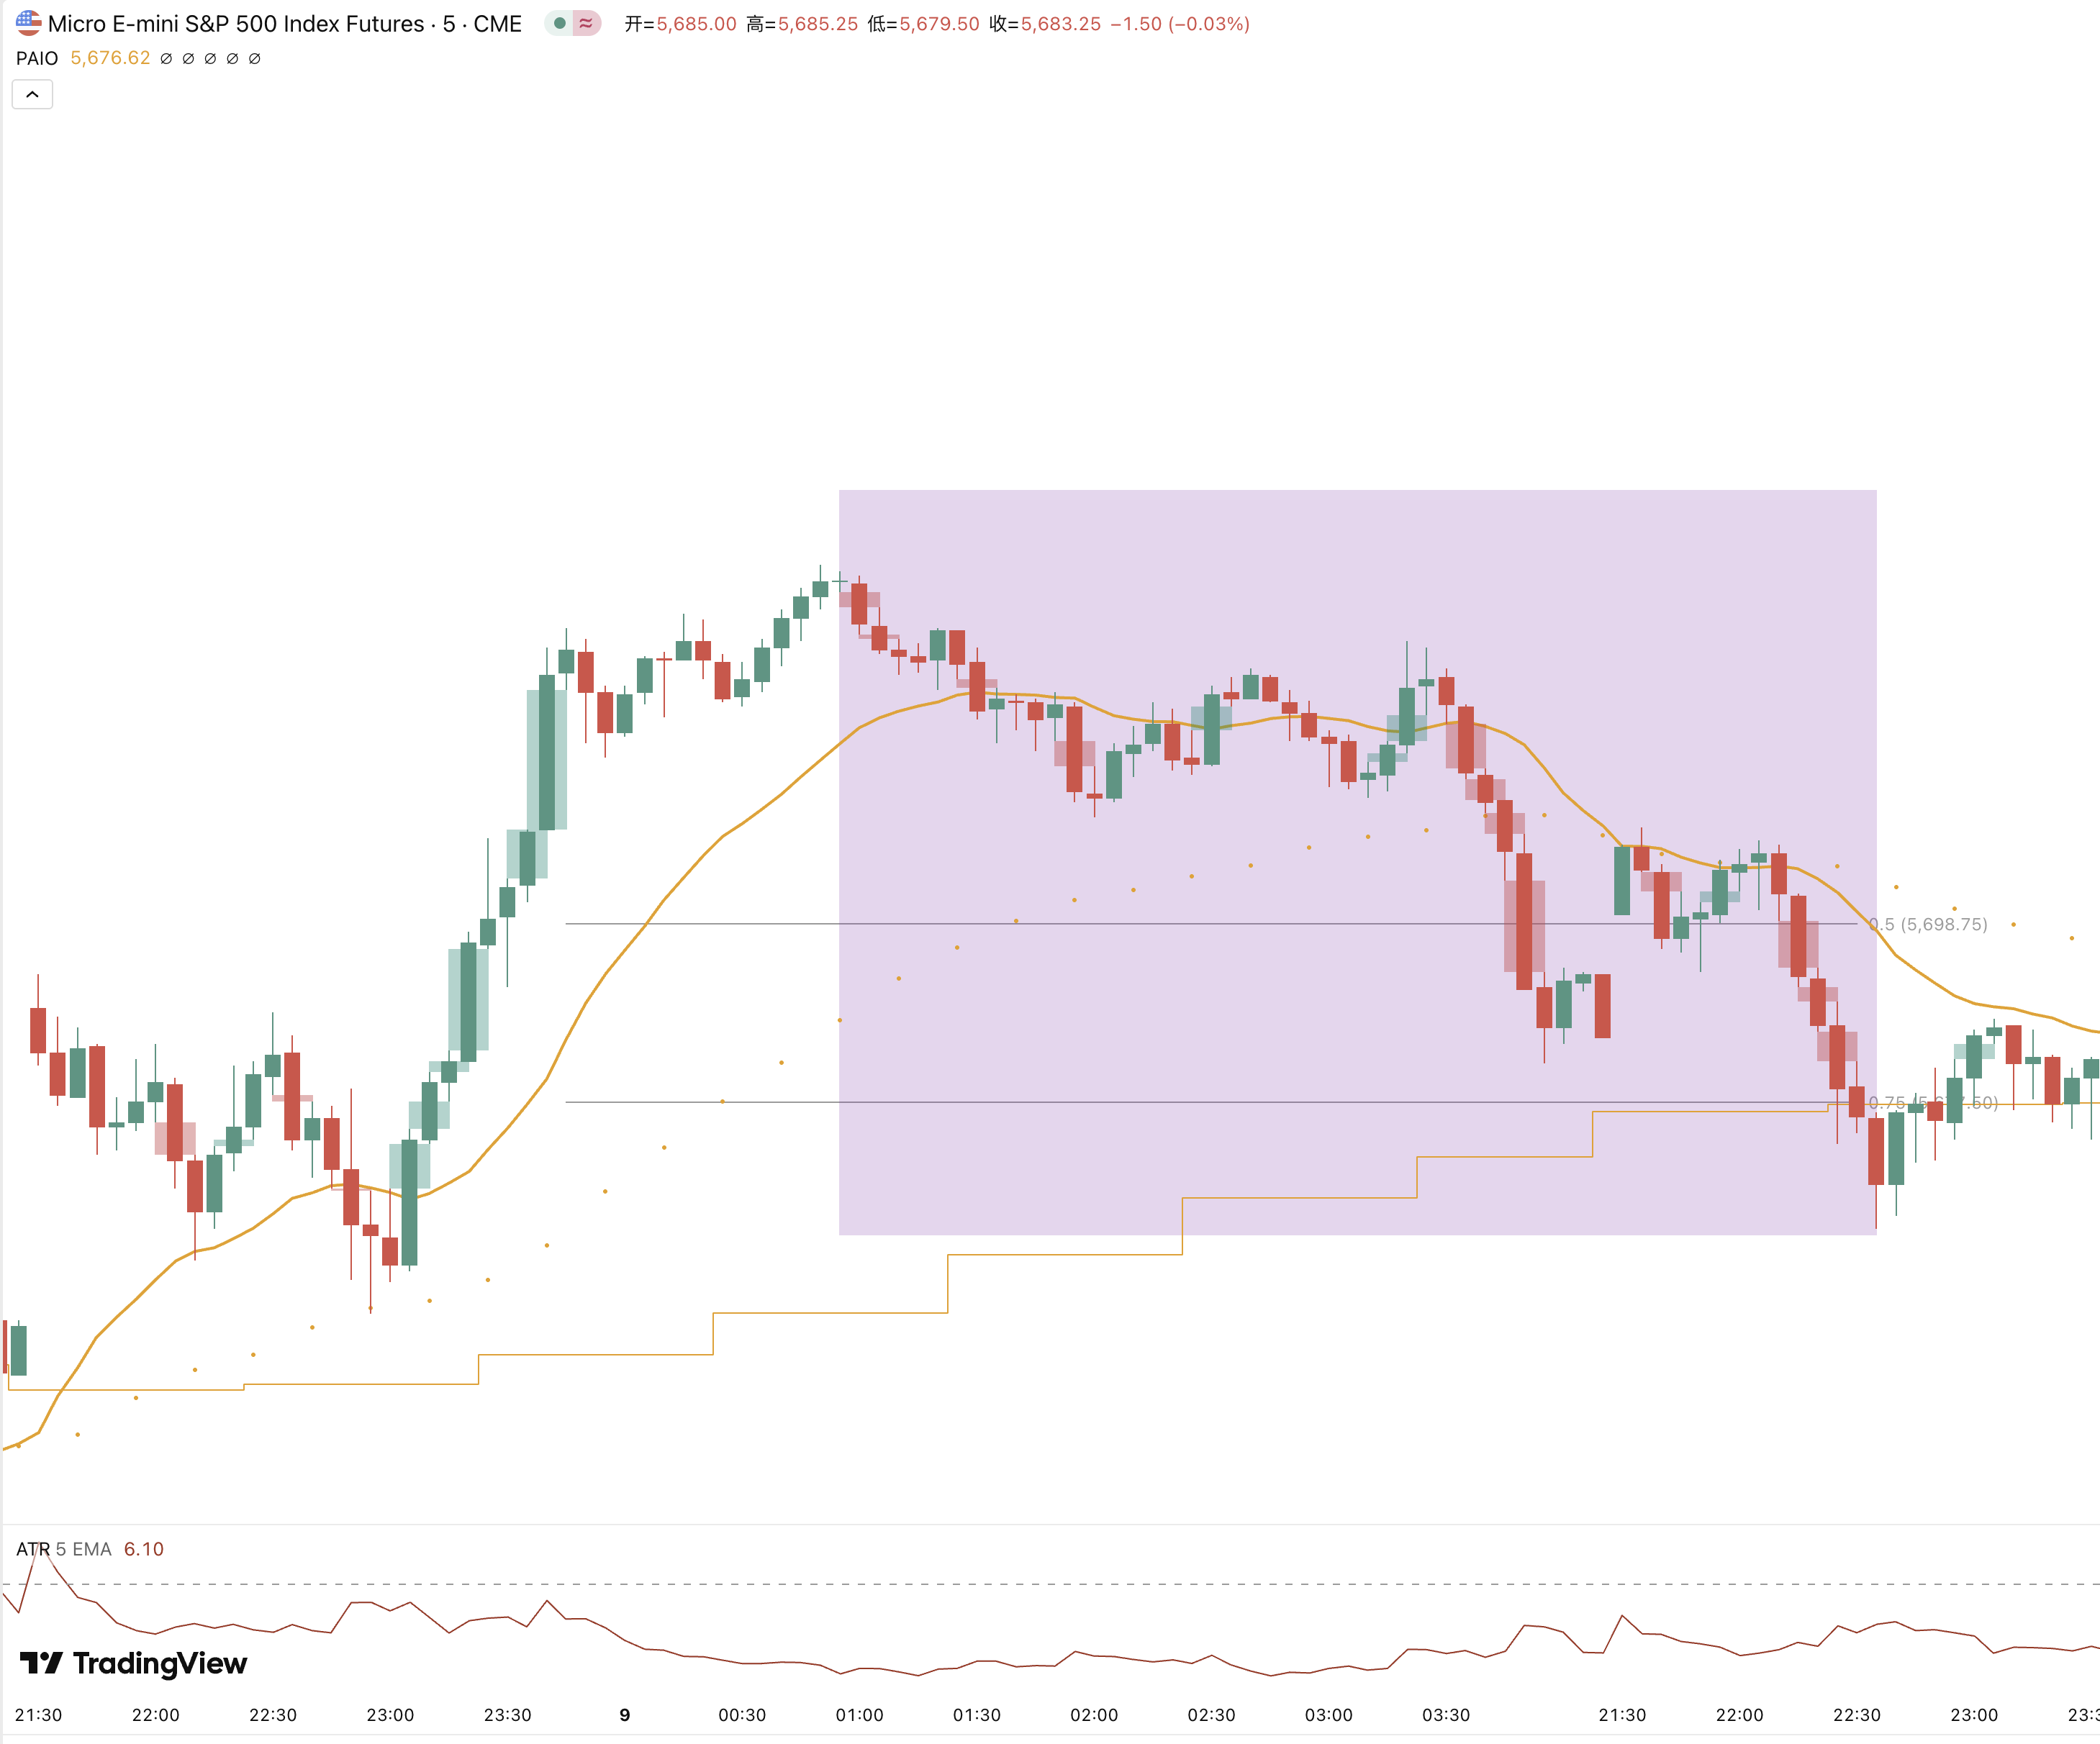 Micro E-mini S&P 500 Index Futures · 5 · CME ≈ 开=5,685.00 高=5,685.25 低=5,679.50 收=5,683.25 −1.50 (−0.03%)
PAIO 5,676.62 ∅ ∅ ∅ ∅ ∅
0.5 (5,698.75)
ATR 5 EMA 6.10
TradingView
21:30 22:00 22:30 23:00 23:30 9 00:30 01:00 01:30 02:00 02:30 03:00 03:30 21:30 22:00 22:30 23:00